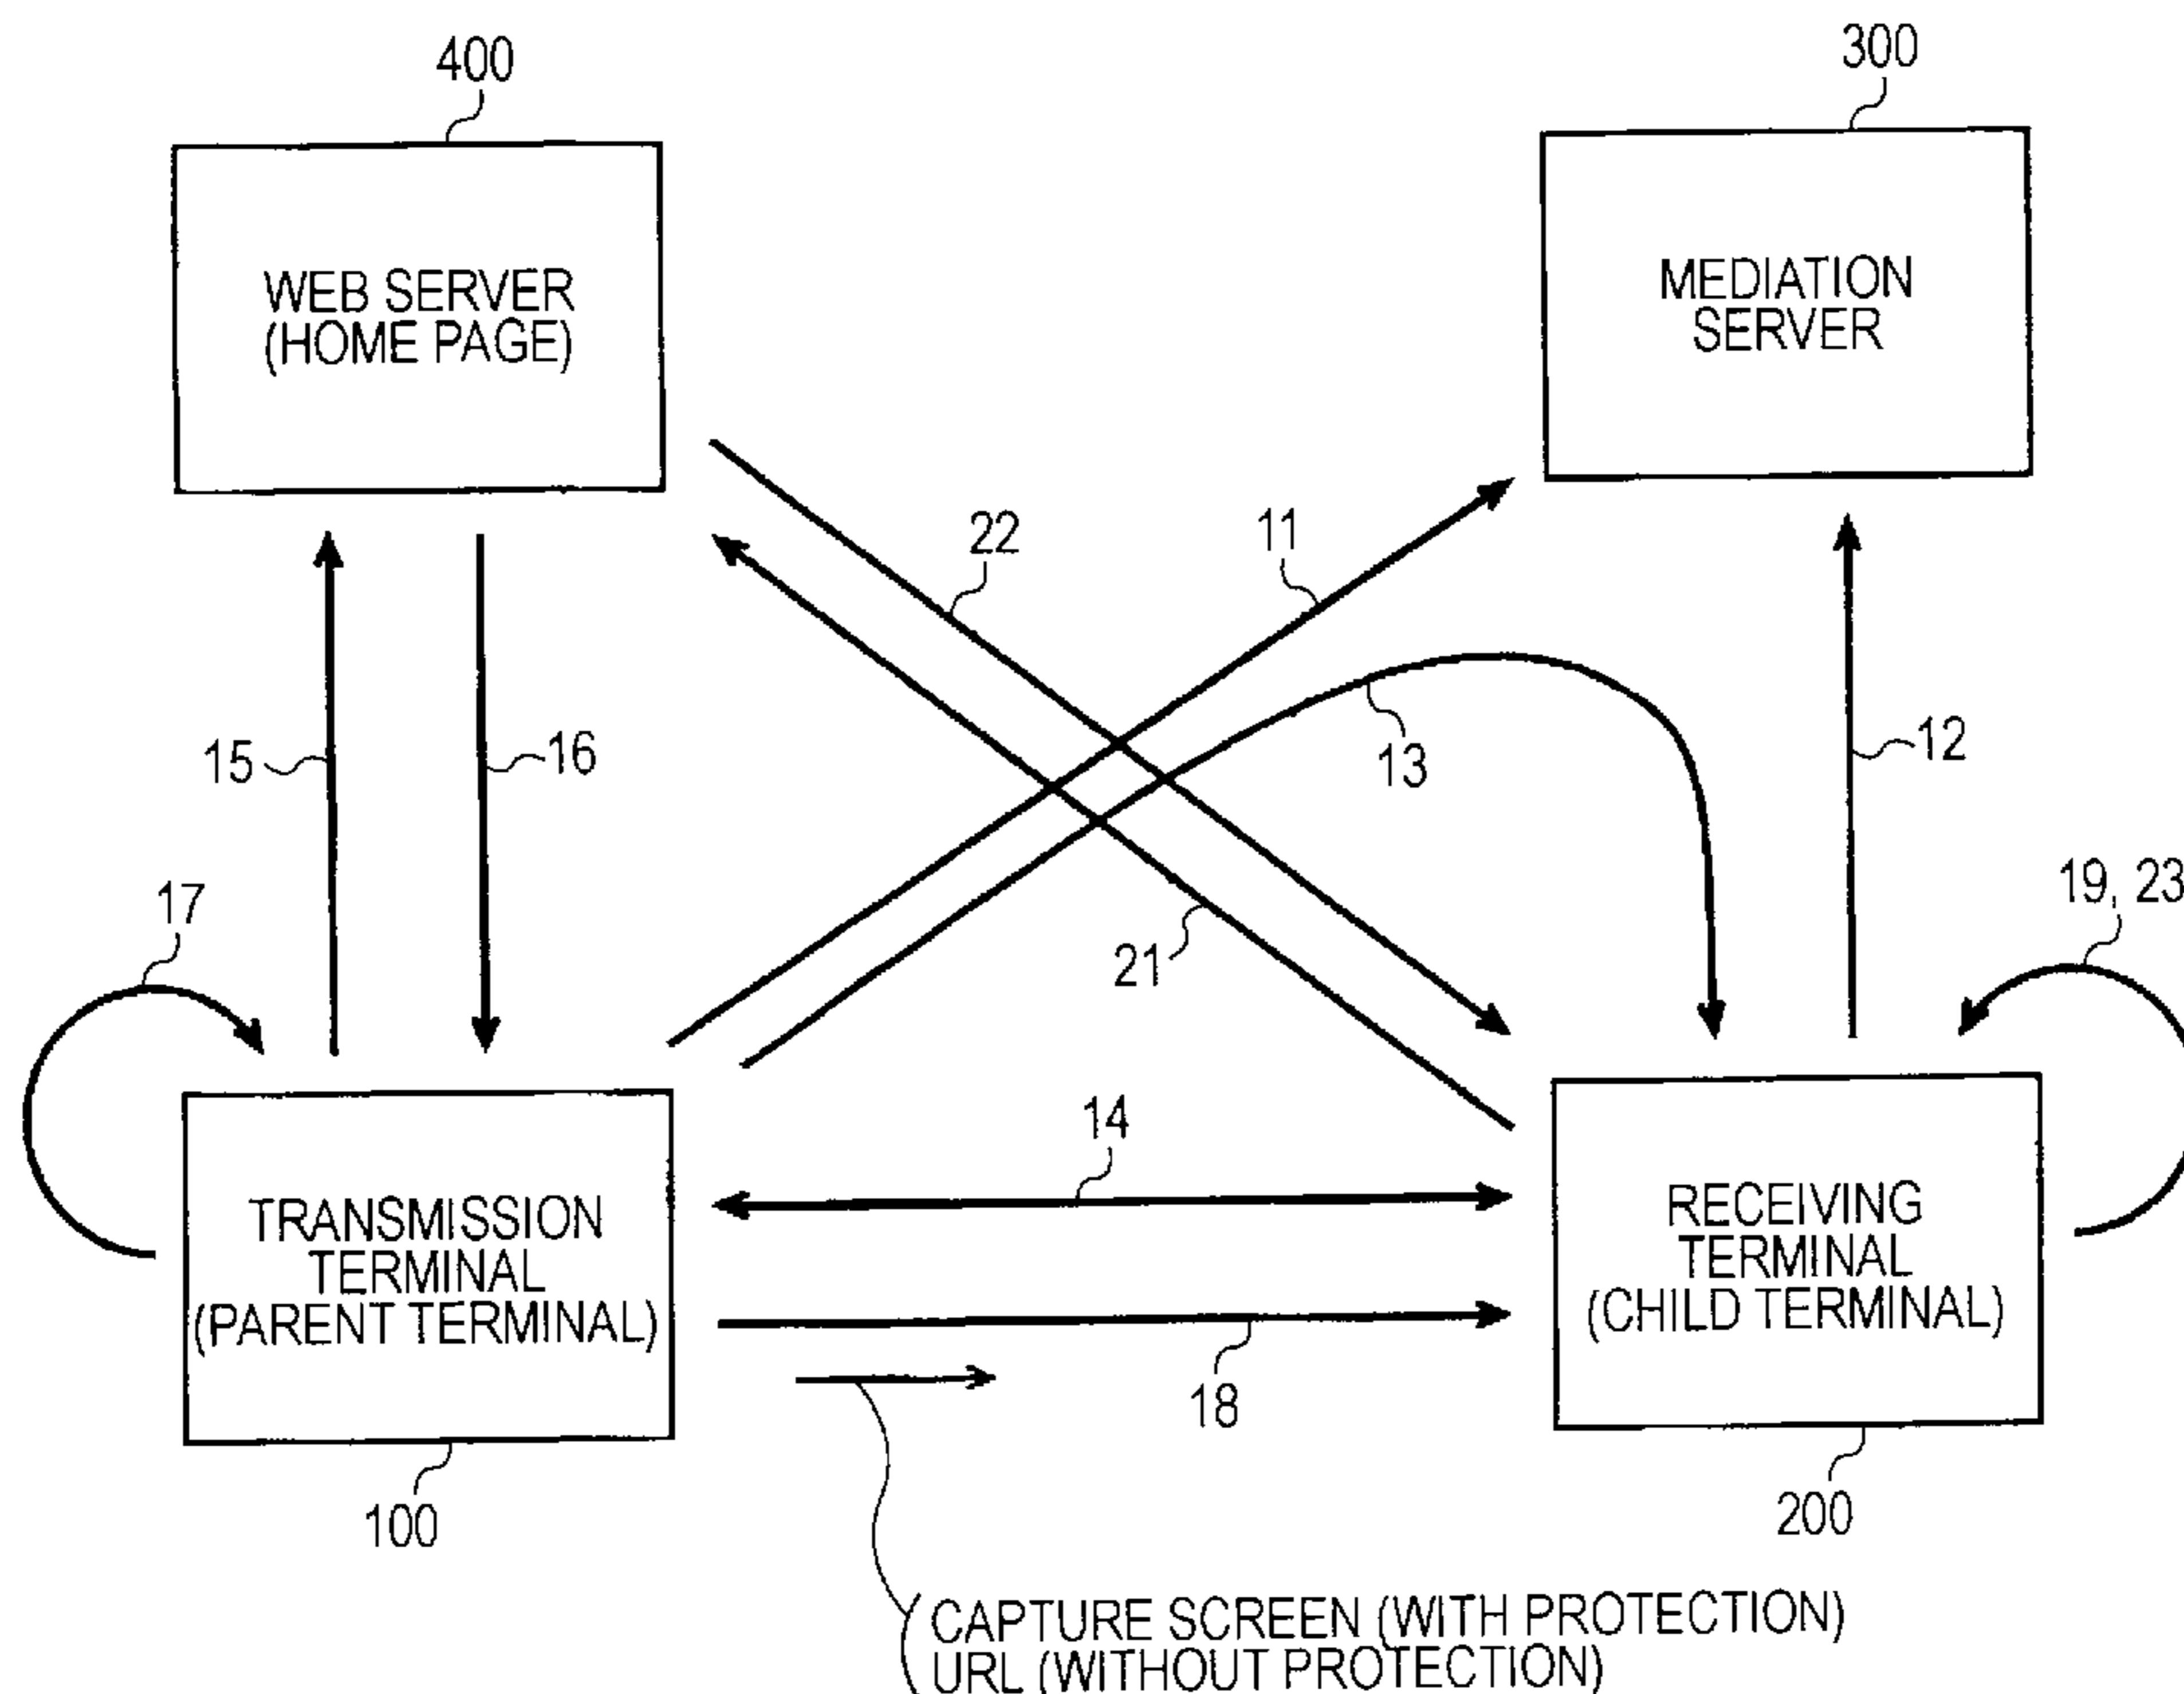 400
300
WEB SERVER
(HOME PAGE)
MEDIATION
SERVER
22
11
15
16
13
12
17
19, 23
21
14
TRANSMISSION
TERMINAL
(PARENT TERMINAL)
RECEIVING
TERMINAL
(CHILD TERMINAL)
18
100
200
CAPTURE SCREEN (WITH PROTECTION)
URL (WITHOUT PROTECTION)